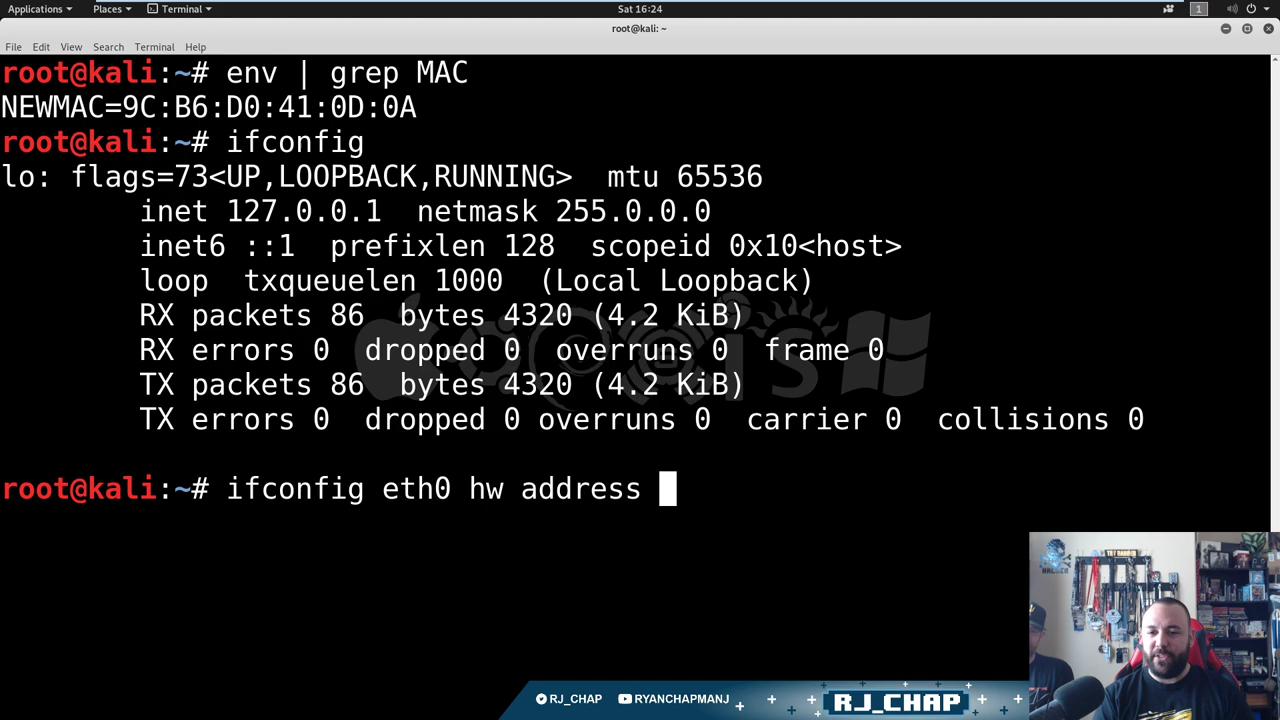 Applications Places Terminal Sat 16:24 1
root@kali: ~
File Edit View Search Terminal Help
root@kali:~# env | grep MAC
NEWMAC=9C:B6:D0:41:0D:0A
root@kali:~# ifconfig
lo: flags=73<UP,LOOPBACK,RUNNING>  mtu 65536
        inet 127.0.0.1  netmask 255.0.0.0
        inet6 ::1  prefixlen 128  scopeid 0x10<host>
        loop  txqueuelen 1000  (Local Loopback)
        RX packets 86  bytes 4320 (4.2 KiB)
        RX errors 0  dropped 0  overruns 0  frame 0
        TX packets 86  bytes 4320 (4.2 KiB)
        TX errors 0  dropped 0 overruns 0  carrier 0  collisions 0
root@kali:~# ifconfig eth0 hw address
RJ_CHAP RYANCHAPMANJ RJ_CHAP